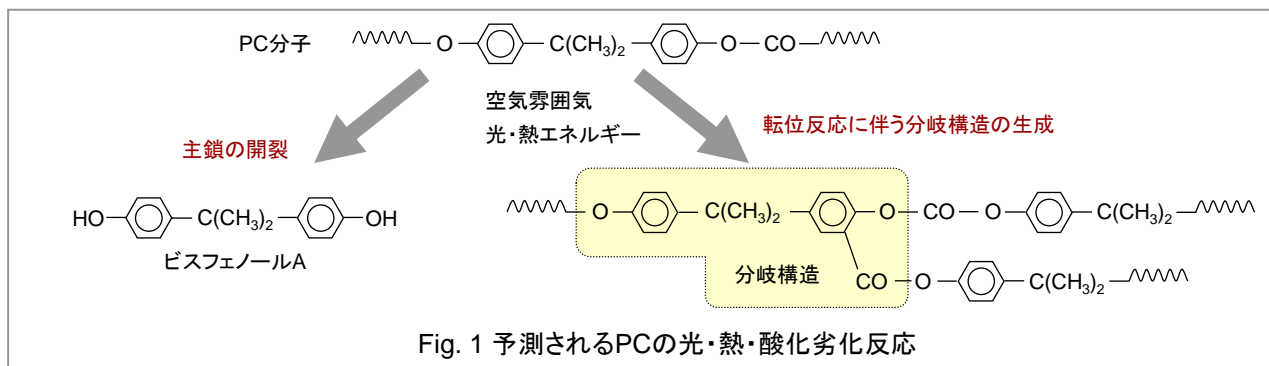 PC分子
O C(CH3)2 O CO
空気雰囲気
光・熱エネルギー
主鎖の開裂
転位反応に伴う分岐構造の生成
HO C(CH3)2 OH
ビスフェノールA
O C(CH3)2 O CO O C(CH3)2
分岐構造
CO O C(CH3)2
Fig. 1 予測されるPCの光・熱・酸化劣化反応